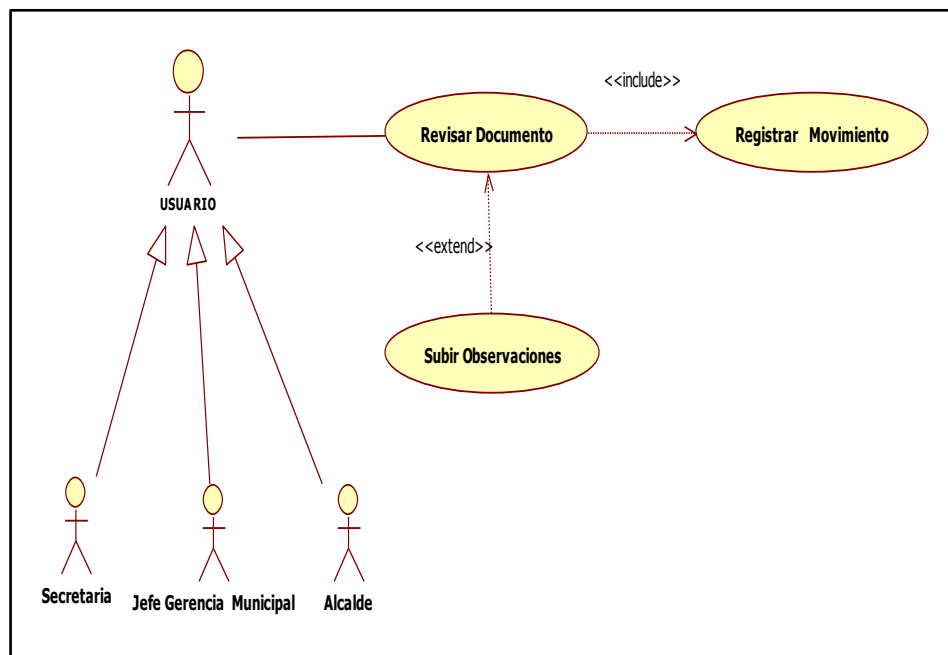 <<include>>
Revisar Documento
Registrar Movimiento
USUARIO
<<extend>>
Subir Observaciones
Secretaria
Jefe Gerencia Municipal
Alcalde